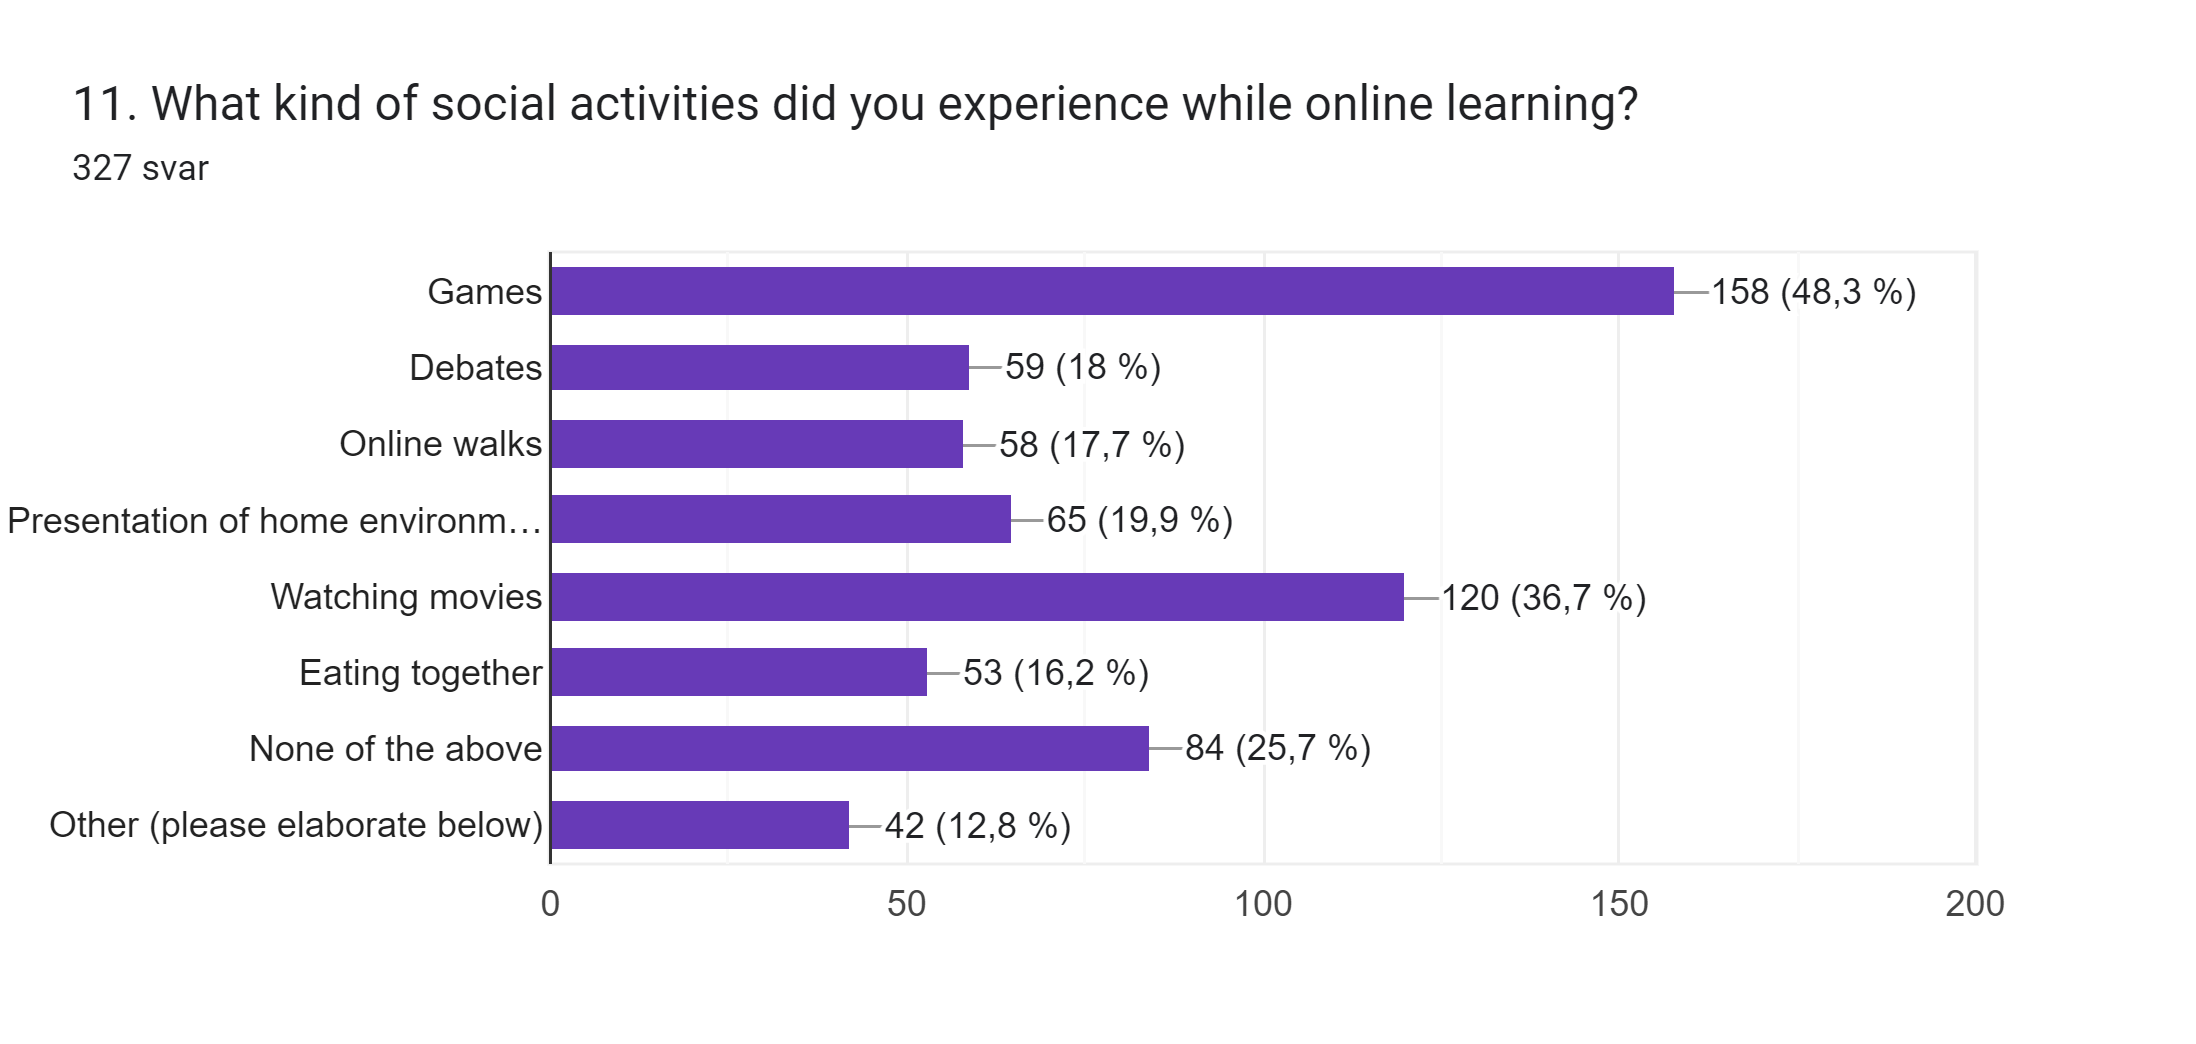 11. What kind of social activities did you experience while online learning?
327 svar
Games 158 (48,3 %)
Debates 59 (18 %)
Online walks 58 (17,7 %)
Presentation of home environm… 65 (19,9 %)
Watching movies 120 (36,7 %)
Eating together 53 (16,2 %)
None of the above 84 (25,7 %)
Other (please elaborate below) 42 (12,8 %)
0 50 100 150 200